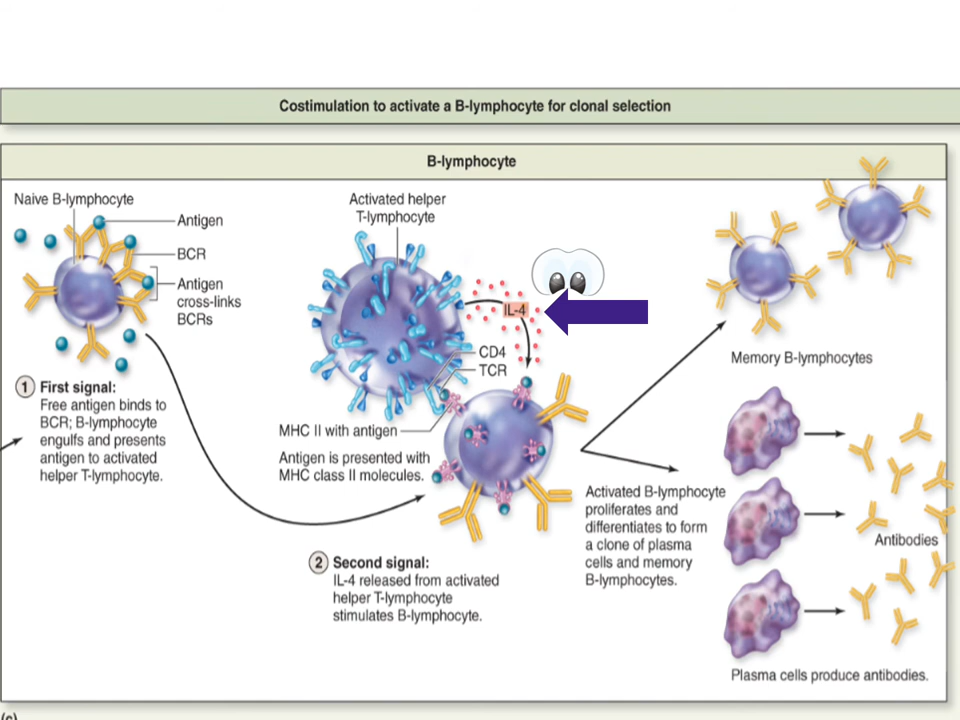 Costimulation to activate a B-lymphocyte for clonal selection
B-lymphocyte
Naive B-lymphocyte
Antigen
BCR
Antigen
cross-links
BCRs
1 First signal:
Free antigen binds to
BCR; B-lymphocyte
engulfs and presents
antigen to activated
helper T-lymphocyte.
Activated helper
T-lymphocyte
IL-4
CD4
TCR
MHC II with antigen
Antigen is presented with
MHC class II molecules.
2 Second signal:
IL-4 released from activated
helper T-lymphocyte
stimulates B-lymphocyte.
Activated B-lymphocyte
proliferates and
differentiates to form
a clone of plasma
cells and memory
B-lymphocytes.
Memory B-lymphocytes
Antibodies
Plasma cells produce antibodies.
(c)